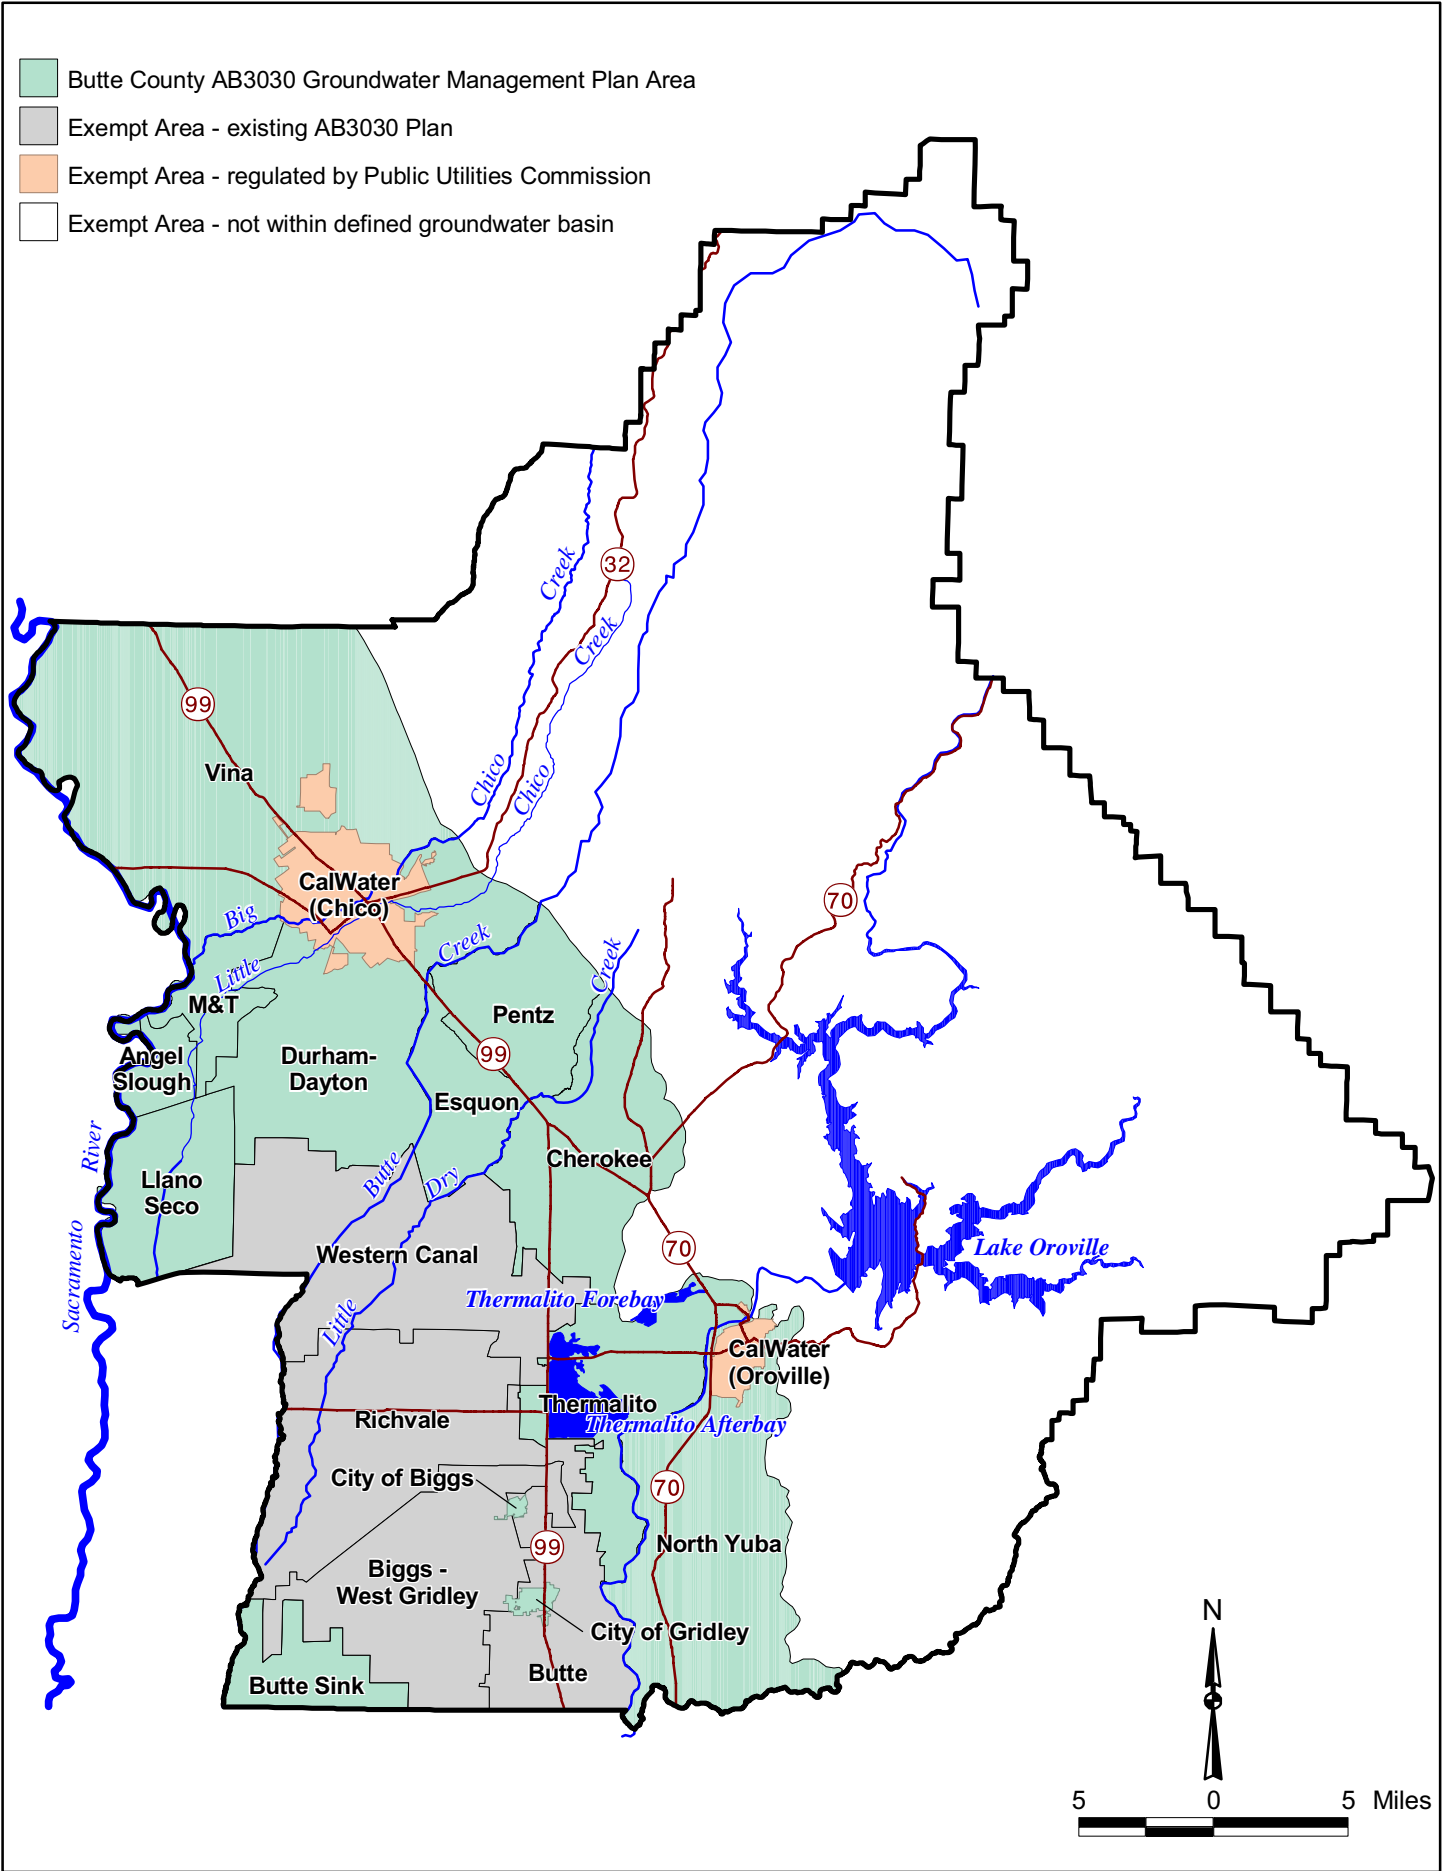 Butte County AB3030 Groundwater Management Plan Area
Exempt Area - existing AB3030 Plan
Exempt Area - regulated by Public Utilities Commission
Exempt Area - not within defined groundwater basin
32
Creek
Creek
99
Vina
Chico
Chico
CalWater
(Chico)
70
Big
Creek
Little
Creek
M&T
Pentz
Angel
Slough
Durham-
Dayton
99
Esquon
River
Cherokee
Butte
Dry
Llano
Seco
Sacramento
Western Canal
70
Lake Oroville
Thermalito Forebay
Little
CalWater
(Oroville)
Thermalito
Richvale
Thermalito Afterbay
City of Biggs
70
99
North Yuba
Biggs -
West Gridley
City of Gridley
Butte
Butte Sink
N
5 0 5 Miles